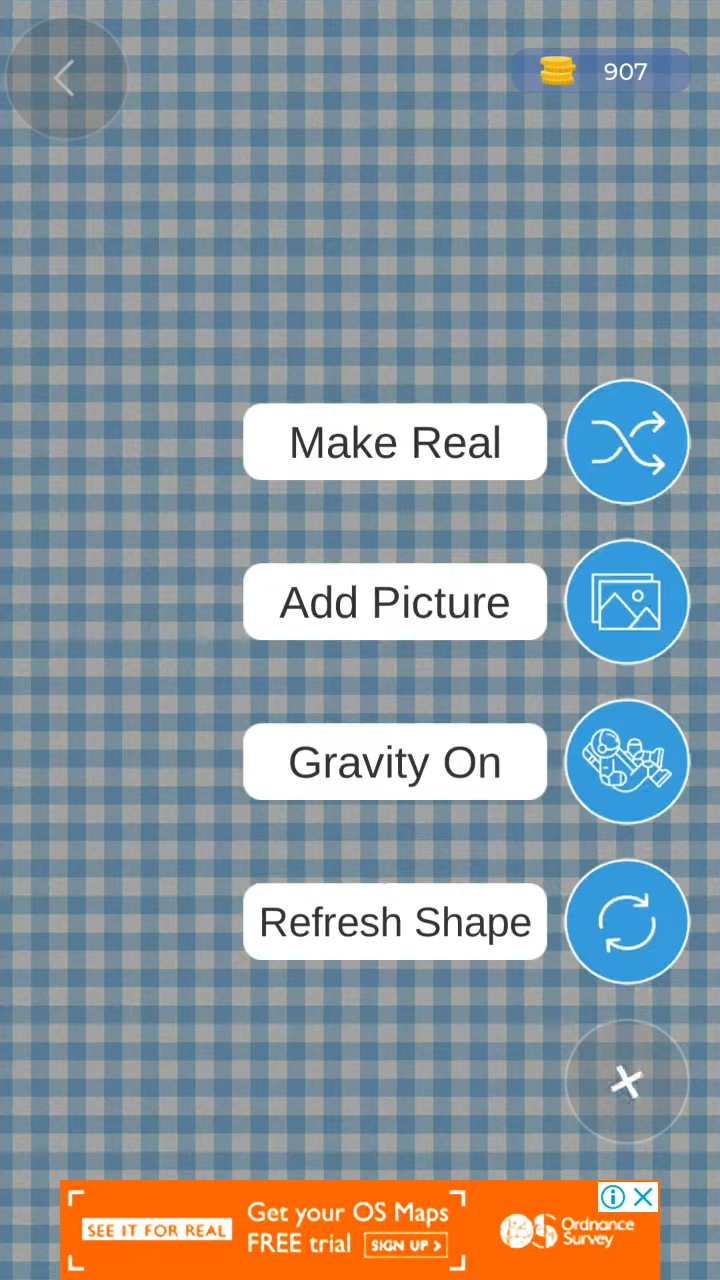 907
Make Real
Add Picture
Gravity On
Refresh Shape
SEE IT FOR REAL
Get your OS Maps
FREE trial SIGN UP >
OS Ordnance
Survey